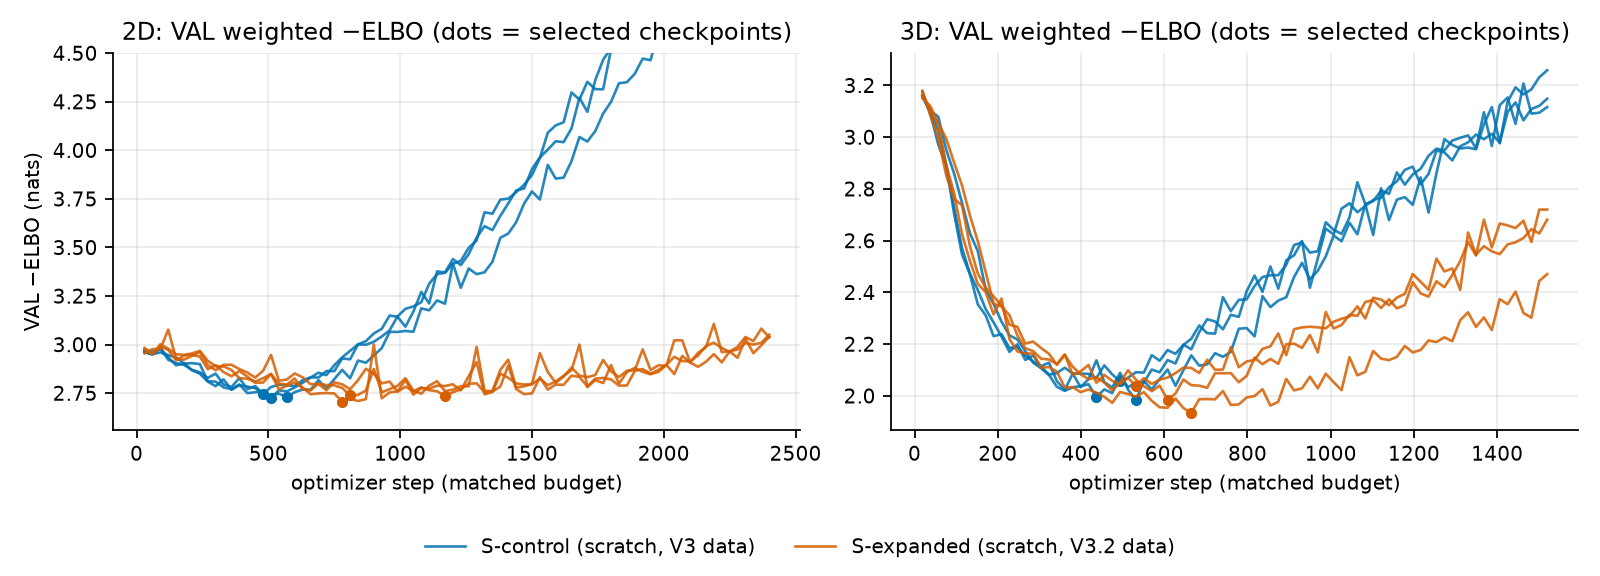 2D: VAL weighted −ELBO (dots = selected checkpoints)
4.50
4.25
4.00
3.75
3.50
3.25
3.00
2.75
VAL −ELBO (nats)
0 500 1000 1500 2000 2500
optimizer step (matched budget)
3D: VAL weighted −ELBO (dots = selected checkpoints)
3.2
3.0
2.8
2.6
2.4
2.2
2.0
0 200 400 600 800 1000 1200 1400
optimizer step (matched budget)
S-control (scratch, V3 data)
S-expanded (scratch, V3.2 data)